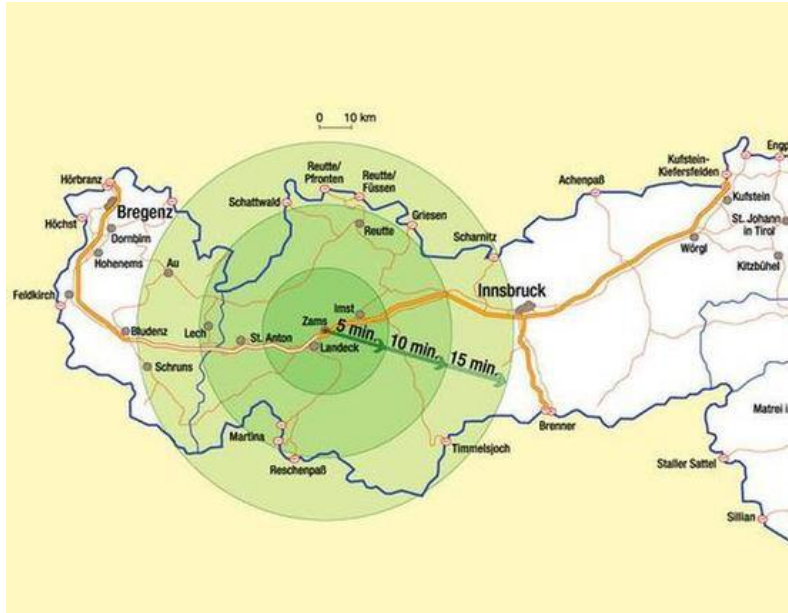 0 10 km
Hörbranz
Bregenz
Höchst
Dornbirn
Hohenems
Au
Feldkirch
Bludenz
Lech
Schruns
St. Anton
Schattwald
Reutte/
Pfronten
Reutte/
Füssen
Reutte
Griesen
Scharnitz
Imst
Zams
Landeck
5 min.
10 min.
15 min.
Innsbruck
Achenpaß
Kufstein-
Kiefersfelden
Kufstein
Wörgl
St. Johann
in Tirol
Kitzbühel
Martina
Reschenpaß
Timmelsjoch
Brenner
Matrei i
Staller Sattel
Sillian